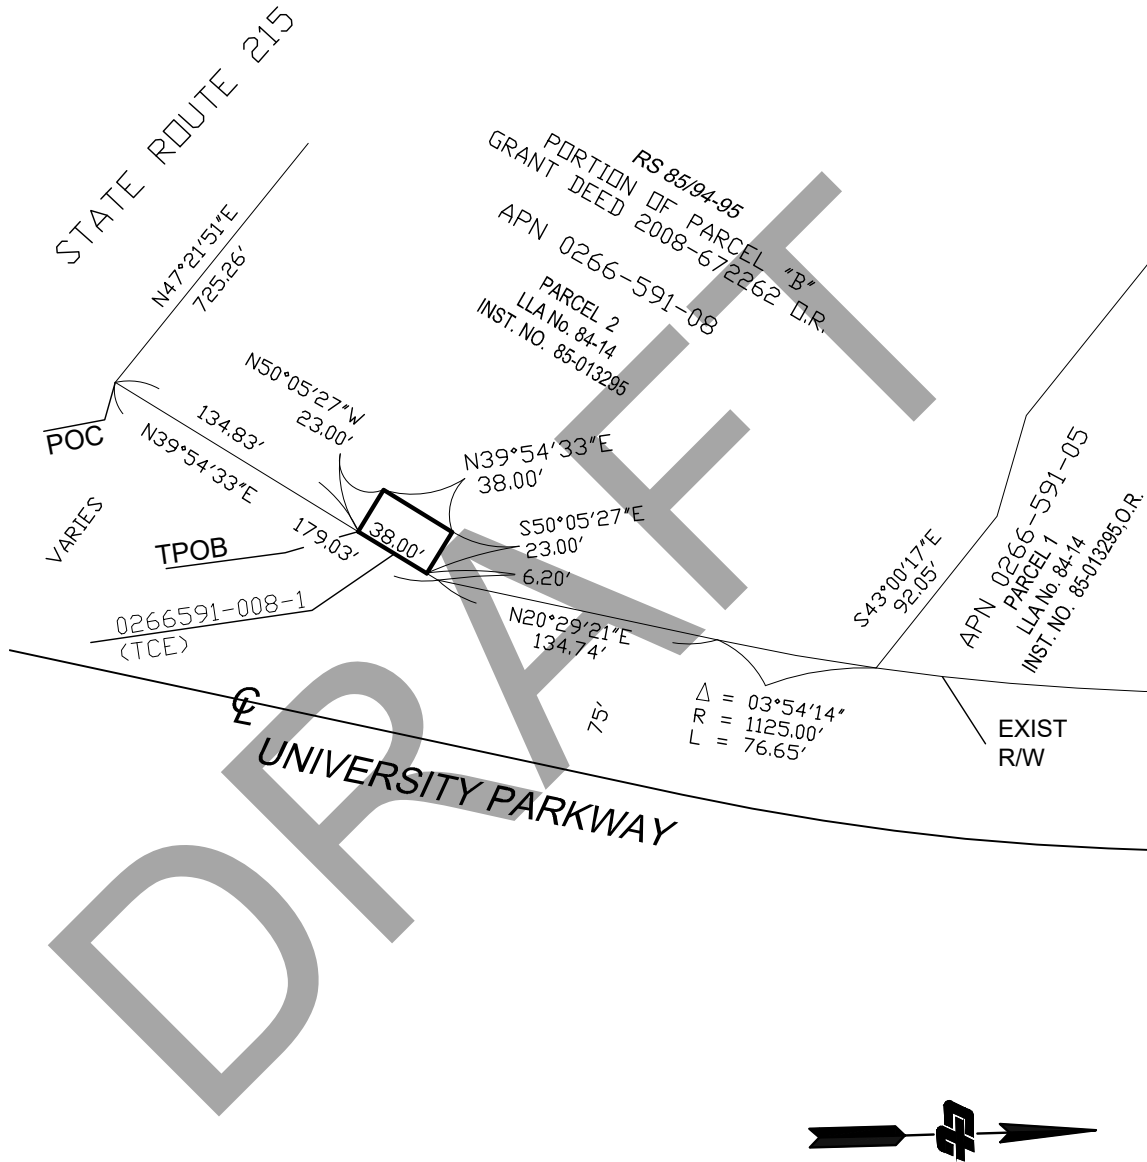 STATE ROUTE 215
N47°21'51"E
725.26'
RS 85/94-95
PORTION OF PARCEL "B"
GRANT DEED 2008-672262 O.R.
APN 0266-591-08
PARCEL 2
LLA No. 84-14
INST. NO. 85-013295
N50°05'27"W
23.00'
POC
134.83'
N39°54'33"E
179.03'
38.00'
N39°54'33"E
38.00'
S50°05'27"E
23.00'
6.20'
VARIES
TPOB
0266591-008-1
(TCE)
N20°29'21"E
134.74'
S43°00'17"E
92.05'
APN 0266-591-05
PARCEL 1
LLA No. 84-14
INST. NO. 85-013295,O.R.
75'
Δ = 03°54'14"
R = 1125.00'
L = 76.65'
EXIST
R/W
℄
UNIVERSITY PARKWAY
DRAFT